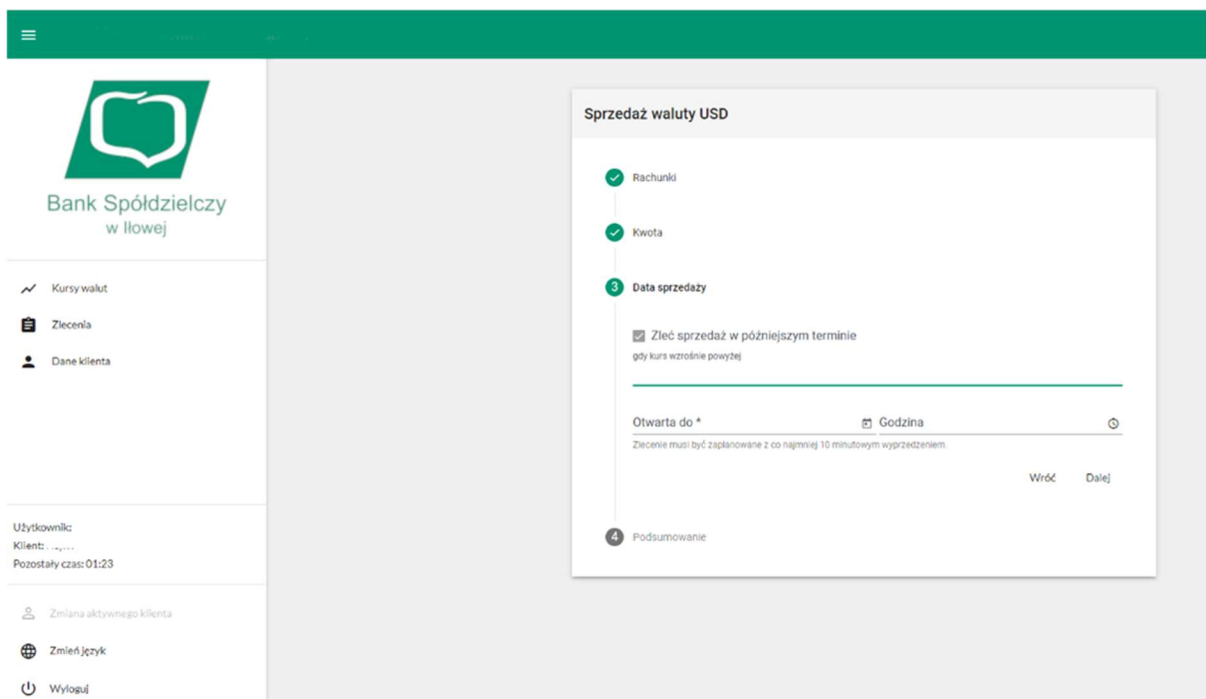 Bank Spółdzielczy
w Iłowej
Kursy walut
Zlecenia
Dane klienta
Użytkownik:
Klient:
Pozostały czas: 01:23
Zmiana aktywnego klienta
Zmień język
Wyloguj
Sprzedaż waluty USD
Rachunki
Kwota
3 Data sprzedaży
Zleć sprzedaż w późniejszym terminie
gdy kurs wzrośnie powyżej
Otwarta do * Godzina
Zlecenie musi być zaplanowane z co najmniej 10 minutowym wyprzedzeniem.
Wróć Dalej
4 Podsumowanie